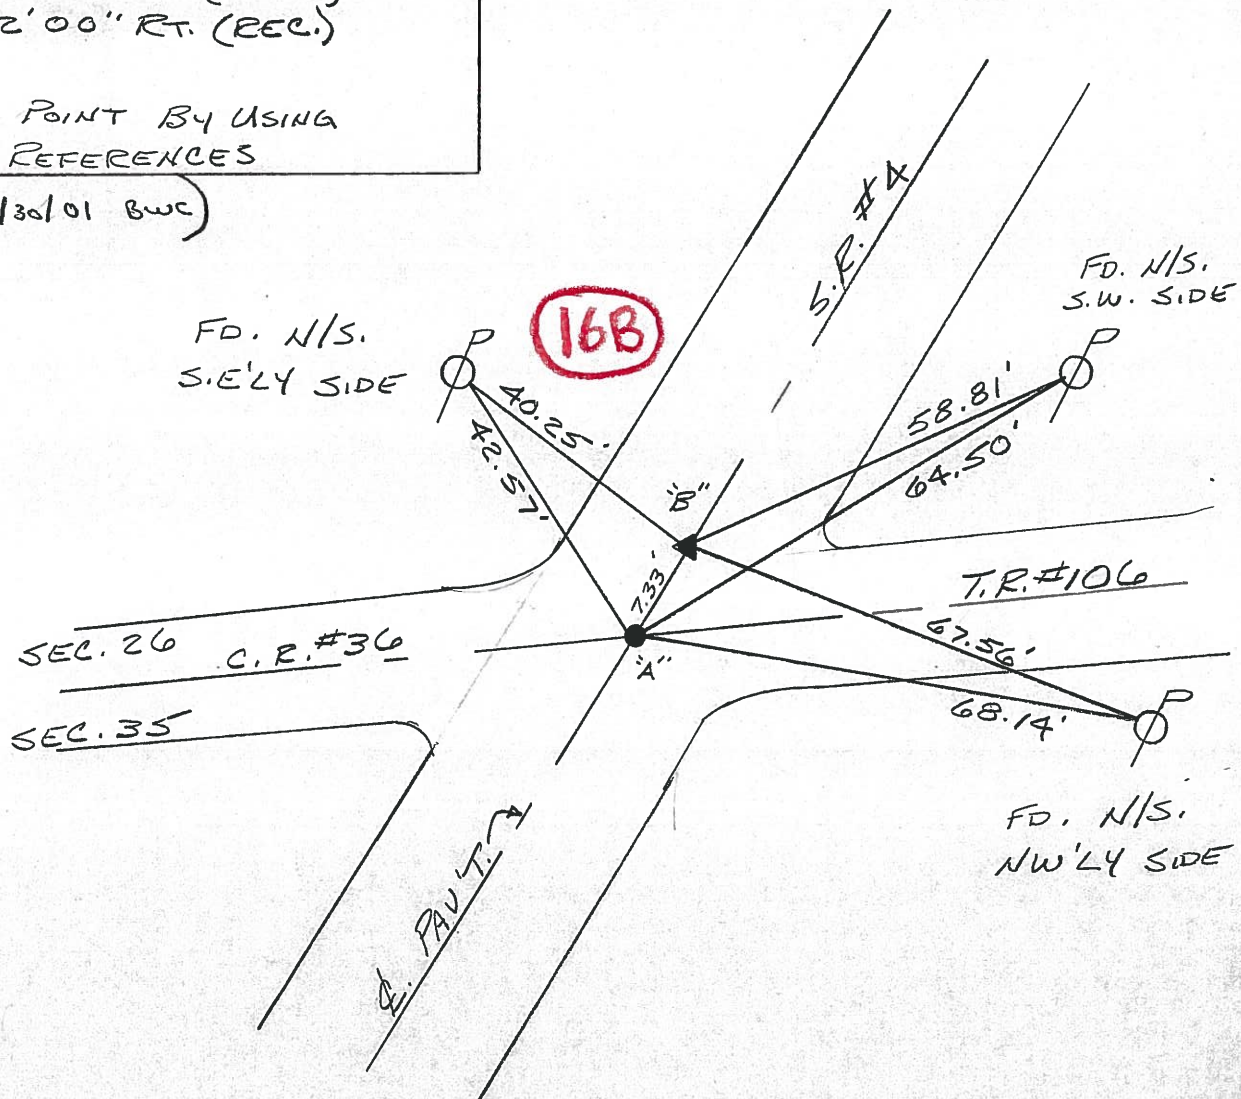 2'00" RT. (REC.)
POINT BY USING
REFERENCES
/30/01 BWC)
S.R. #4
FD. N/S.
S.W. SIDE
16B
FD. N/S.
S.E'LY SIDE
P
P
40.25'
42.57'
58.81'
64.50'
"B"
7.33'
T.R.#106
SEC. 26
C.R.#36
"A"
67.56'
SEC. 35
68.14'
P
FD. N/S.
NW'LY SIDE
℄. PAV'T.